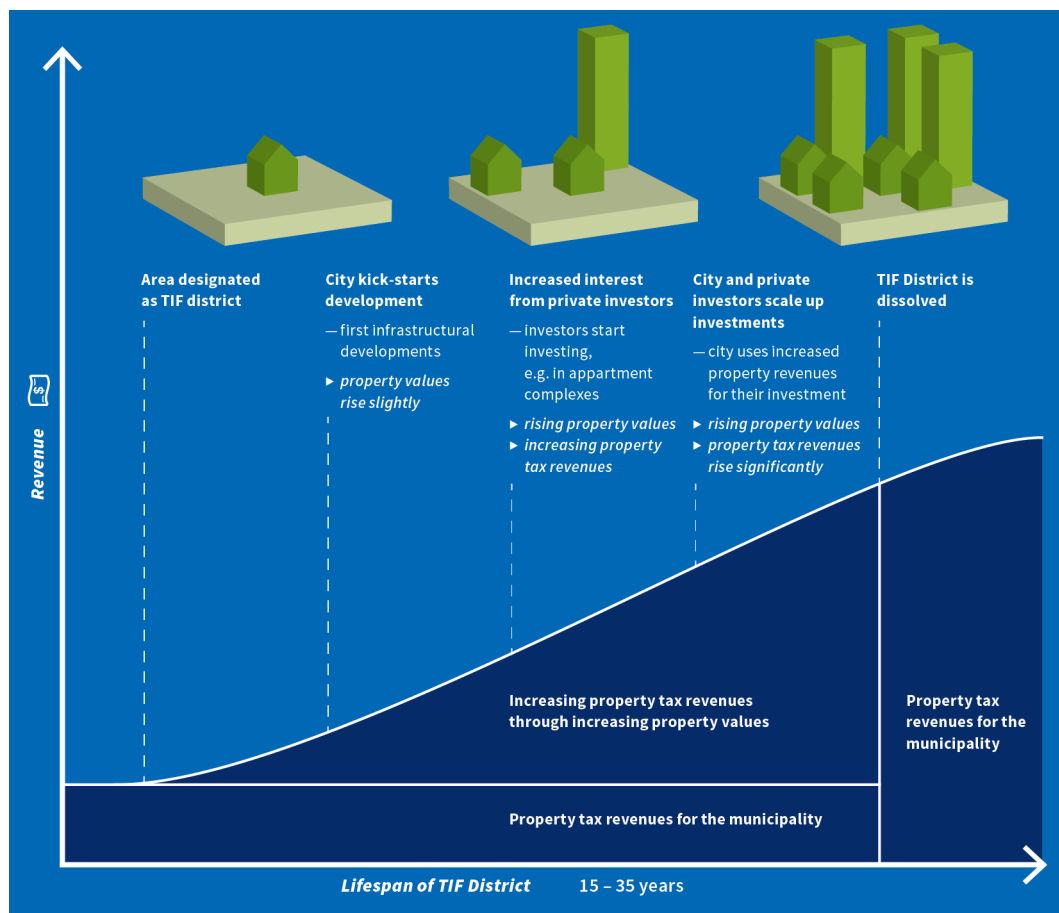 Area designated
as TIF district
City kick-starts
development
— first infrastructural
developments
▶ property values
rise slightly
Increased interest
from private investors
— investors start
investing,
e.g. in appartment
complexes
▶ rising property values
▶ increasing property
tax revenues
City and private
investors scale up
investments
— city uses increased
property revenues
for their investment
▶ rising property values
▶ property tax revenues
rise significantly
TIF District is
dissolved
$
Revenue
Increasing property tax revenues
through increasing property values
Property tax
revenues for the
municipality
Property tax revenues for the municipality
Lifespan of TIF District 15 – 35 years